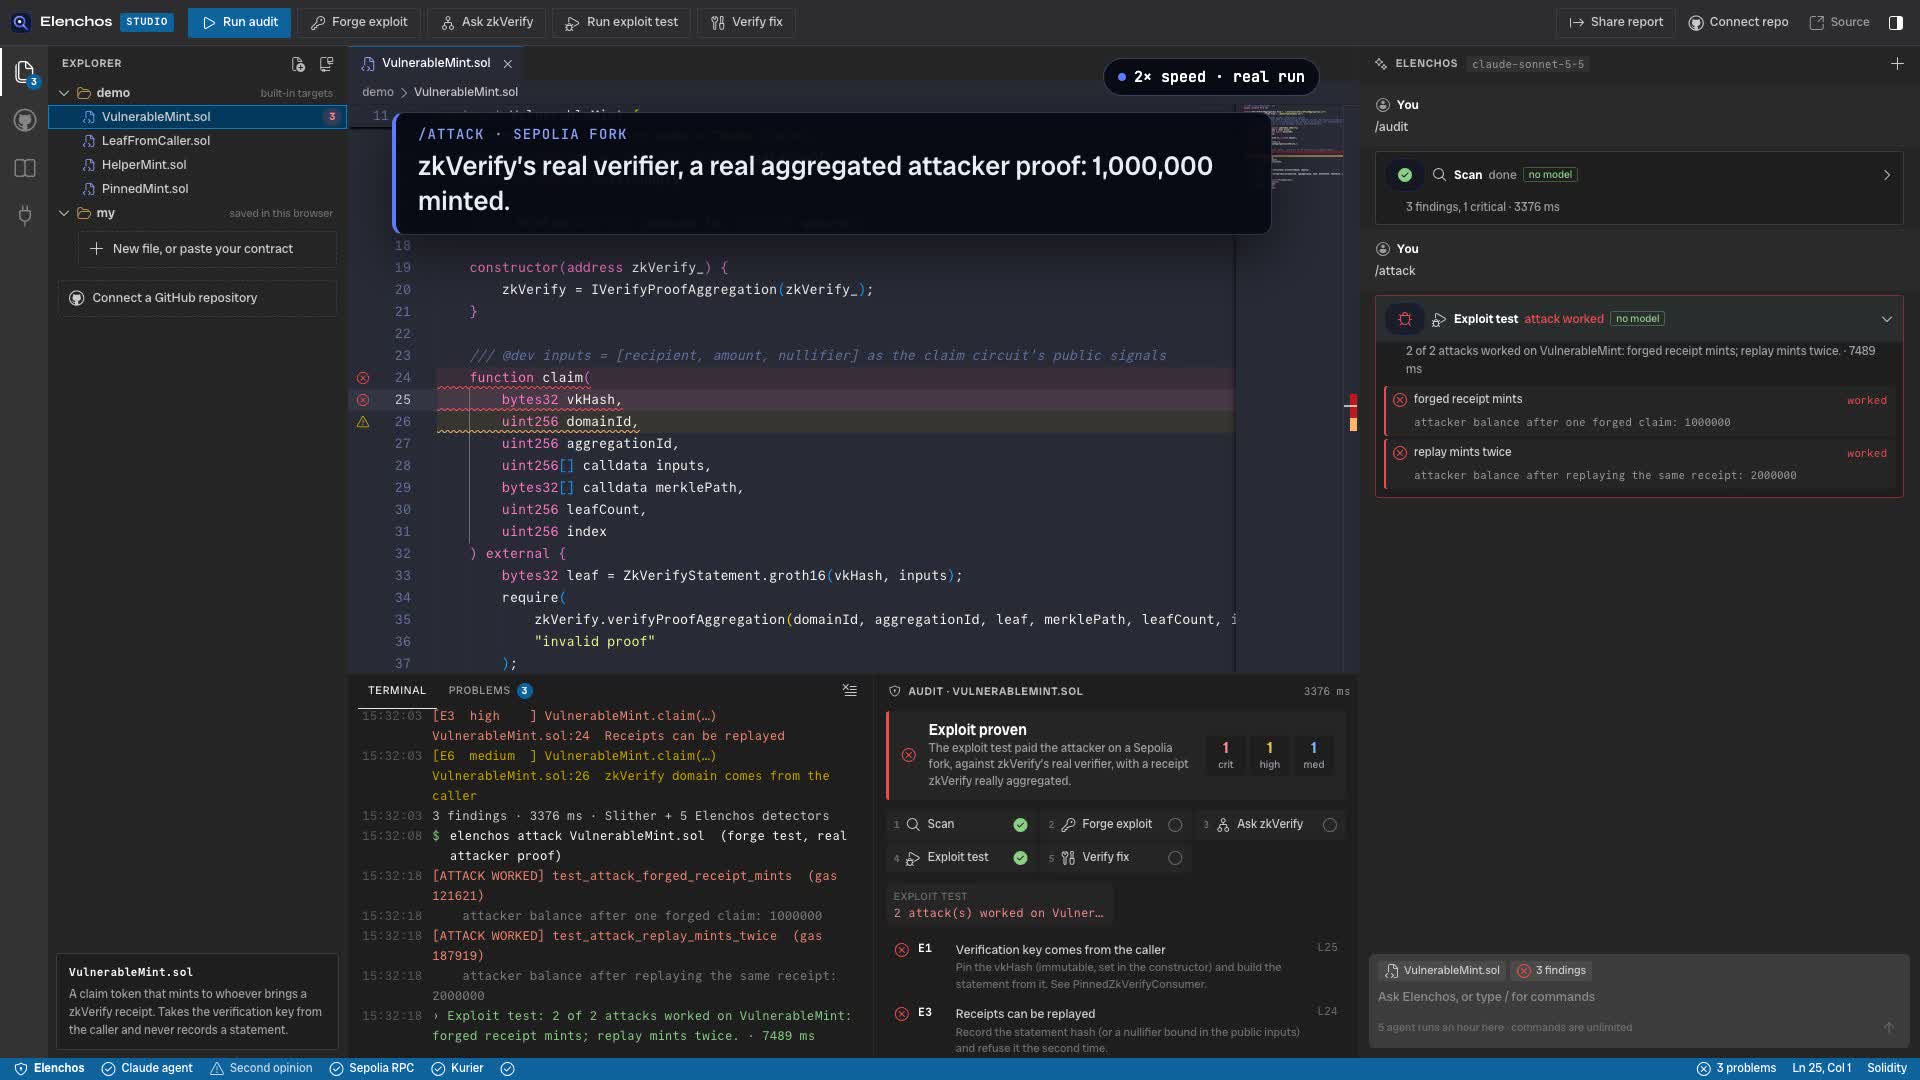 Elenchos STUDIO Run audit Forge exploit Ask zkVerify Run exploit test Verify fix Share report Connect repo Source
EXPLORER
3
demo built-in targets
VulnerableMint.sol 3
LeafFromCaller.sol
HelperMint.sol
PinnedMint.sol
my saved in this browser
New file, or paste your contract
Connect a GitHub repository
VulnerableMint.sol
A claim token that mints to whoever brings a
zkVerify receipt. Takes the verification key from
the caller and never records a statement.
VulnerableMint.sol
demo > VulnerableMint.sol
2× speed · real run
11
/ATTACK · SEPOLIA FORK
zkVerify's real verifier, a real aggregated attacker proof: 1,000,000
minted.
18
19 constructor(address zkVerify_) {
20 zkVerify = IVerifyProofAggregation(zkVerify_);
21 }
22
23 /// @dev inputs = [recipient, amount, nullifier] as the claim circuit's public signals
24 function claim(
25 bytes32 vkHash,
26 uint256 domainId,
27 uint256 aggregationId,
28 uint256[] calldata inputs,
29 bytes32[] calldata merklePath,
30 uint256 leafCount,
31 uint256 index
32 ) external {
33 bytes32 leaf = ZkVerifyStatement.groth16(vkHash, inputs);
34 require(
35 zkVerify.verifyProofAggregation(domainId, aggregationId, leaf, merklePath, leafCount, i
36 "invalid proof"
37 );
TERMINAL PROBLEMS 3
15:32:03 [E3 high ] VulnerableMint.claim(…)
VulnerableMint.sol:24 Receipts can be replayed
15:32:03 [E6 medium ] VulnerableMint.claim(…)
VulnerableMint.sol:26 zkVerify domain comes from the
caller
15:32:03 3 findings · 3376 ms · Slither + 5 Elenchos detectors
15:32:08 $ elenchos attack VulnerableMint.sol (forge test, real
attacker proof)
15:32:18 [ATTACK WORKED] test_attack_forged_receipt_mints (gas
121621)
15:32:18 attacker balance after one forged claim: 1000000
15:32:18 [ATTACK WORKED] test_attack_replay_mints_twice (gas
187919)
15:32:18 attacker balance after replaying the same receipt:
2000000
15:32:18 › Exploit test: 2 of 2 attacks worked on VulnerableMint:
forged receipt mints; replay mints twice. · 7489 ms
AUDIT · VULNERABLEMINT.SOL 3376 ms
Exploit proven
The exploit test paid the attacker on a Sepolia
fork, against zkVerify's real verifier, with a receipt
zkVerify really aggregated.
1 1 1
crit high med
1 Scan 2 Forge exploit 3 Ask zkVerify
4 Exploit test 5 Verify fix
EXPLOIT TEST
2 attack(s) worked on Vulner…
E1 Verification key comes from the caller L25
Pin the vkHash (immutable, set in the constructor) and build the
statement from it. See PinnedZkVerifyConsumer.
E3 Receipts can be replayed L24
Record the statement hash (or a nullifier bound in the public inputs)
and refuse it the second time.
ELENCHOS claude-sonnet-5-5
You
/audit
Scan done no model
3 findings, 1 critical · 3376 ms
You
/attack
Exploit test attack worked no model
2 of 2 attacks worked on VulnerableMint: forged receipt mints; replay mints twice. · 7489
ms
forged receipt mints worked
attacker balance after one forged claim: 1000000
replay mints twice worked
attacker balance after replaying the same receipt: 2000000
VulnerableMint.sol 3 findings
Ask Elenchos, or type / for commands
5 agent runs an hour here · commands are unlimited
Elenchos Claude agent Second opinion Sepolia RPC Kurier 3 problems Ln 25, Col 1 Solidity